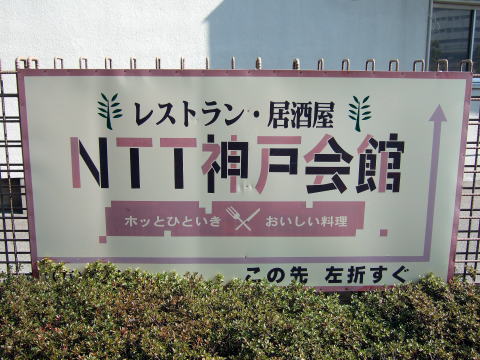 レストラン・居酒屋
NTT神戸会館
ホッとひといき おいしい料理
この先 左折すぐ